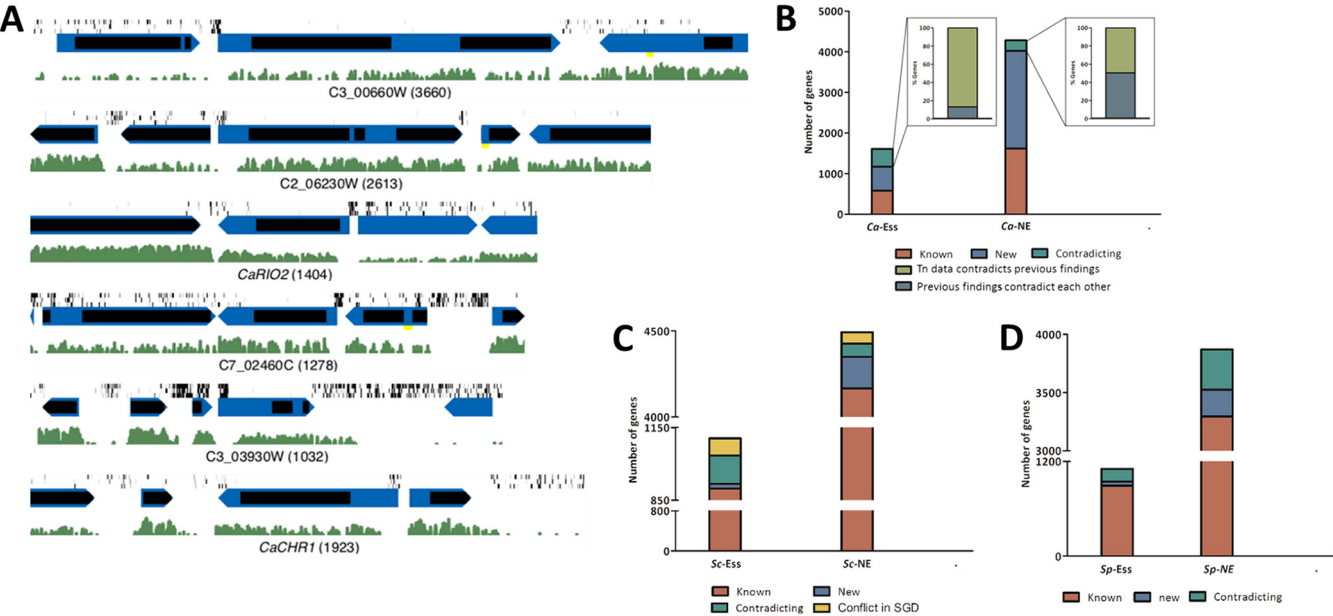 A
C3_00660W (3660)
C2_06230W (2613)
CaRIO2 (1404)
C7_02460C (1278)
C3_03930W (1032)
CaCHR1 (1923)
B
Number of genes
5000
4000
3000
2000
1000
0
% Genes
100
80
60
40
20
0
% Genes
100
80
60
40
20
0
Ca-Ess
Ca-NE
Known New Contradicting
Tn data contradicts previous findings
Previous findings contradict each other
C
Number of genes
4500
4000
1150
850
800
0
Sc-Ess
Sc-NE
Known New
Contradicting Conflict in SGD
D
Number of genes
4000
3500
3000
1200
0
Sp-Ess
Sp-NE
Known new Contradicting